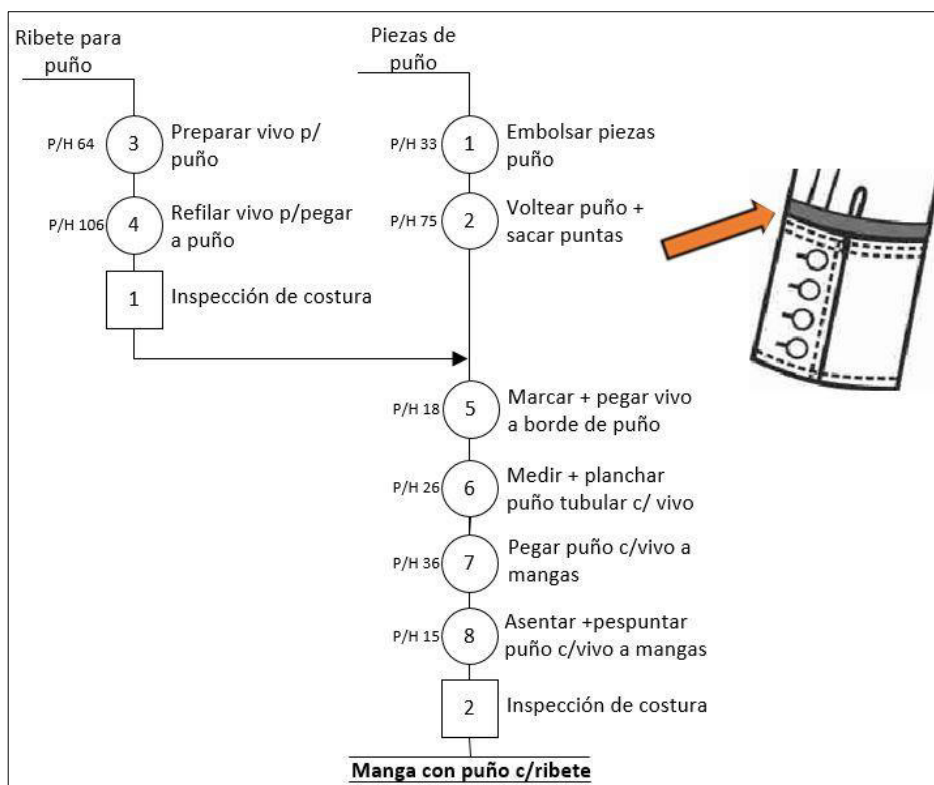 Ribete para
puño
P/H 64
3
Preparar vivo p/
puño
P/H 106
4
Refilar vivo p/pegar
a puño
1
Inspección de costura
Piezas de
puño
P/H 33
1
Embolsar piezas
puño
P/H 75
2
Voltear puño +
sacar puntas
P/H 18
5
Marcar + pegar vivo
a borde de puño
P/H 26
6
Medir + planchar
puño tubular c/ vivo
P/H 36
7
Pegar puño c/vivo a
mangas
P/H 15
8
Asentar +pespuntar
puño c/vivo a mangas
2
Inspección de costura
Manga con puño c/ribete